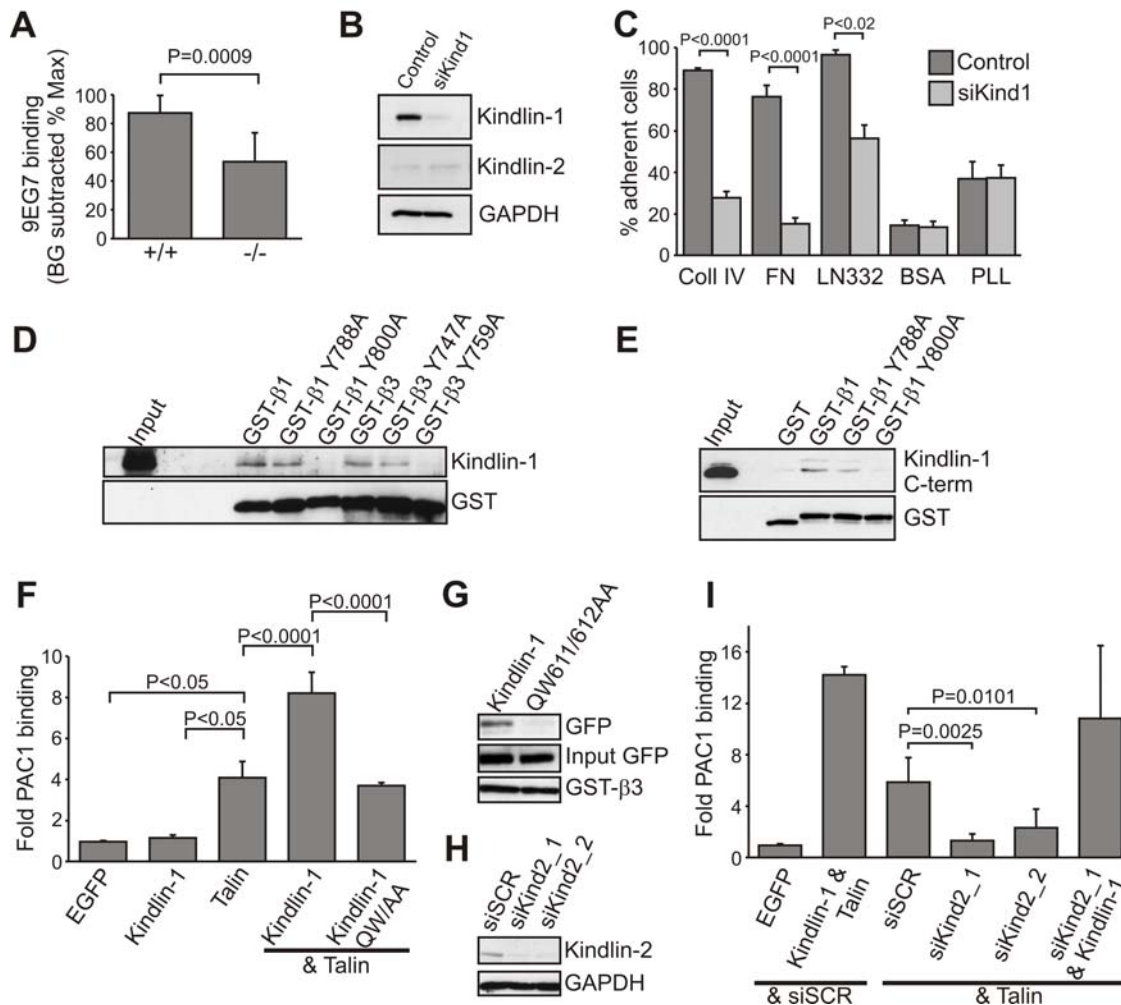 A
P=0.0009
9EG7 binding
(BG subtracted % Max)
100
80
60
40
20
0
+/+
-/-
B
Control
siKind1
Kindlin-1
Kindlin-2
GAPDH
C
P<0.0001
P<0.0001
P<0.02
Control
siKind1
% adherent cells
100
80
60
40
20
0
Coll IV
FN
LN332
BSA
PLL
D
Input
GST-β1
GST-β1 Y788A
GST-β1 Y800A
GST-β3
GST-β3 Y747A
GST-β3 Y759A
Kindlin-1
GST
E
Input
GST
GST-β1
GST-β1 Y788A
GST-β1 Y800A
Kindlin-1
C-term
GST
F
P<0.0001
P<0.0001
P<0.05
P<0.05
Fold PAC1 binding
10
8
6
4
2
0
EGFP
Kindlin-1
Talin
Kindlin-1
Kindlin-1
QW/AA
& Talin
G
Kindlin-1
QW611/612AA
GFP
Input GFP
GST-β3
H
siSCR
siKind2_1
siKind2_2
Kindlin-2
GAPDH
I
P=0.0101
P=0.0025
Fold PAC1 binding
16
12
8
4
0
EGFP
Kindlin-1 &
Talin
siSCR
siKind2_1
siKind2_2
siKind2_1
& Kindlin-1
& siSCR
& Talin